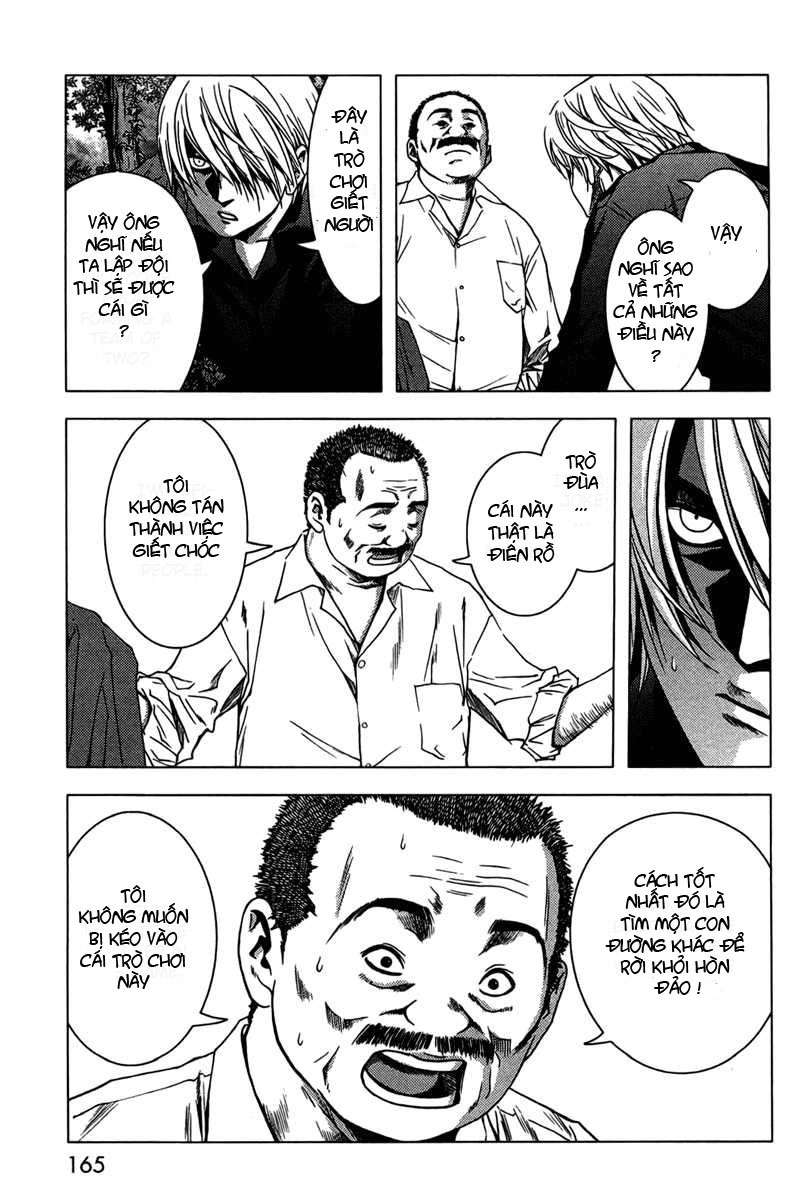 VẬY
ÔNG
NGHĨ SAO
VỀ TẤT
CẢ NHỮNG
ĐIỀU NÀY
?
ĐÂY
LÀ
TRÒ
CHƠI
GIẾT
NGƯỜI
VẬY ÔNG
NGHĨ NẾU
TA LẬP ĐỘI
THÌ SẼ ĐƯỢC
CÁI GÌ
?
TRÒ
ĐÙA
...
CÁI NÀY
THẬT LÀ
ĐIÊN RỒ
TÔI
KHÔNG TÁN
THÀNH VIỆC
GIẾT CHÓC
CÁCH TỐT
NHẤT ĐÓ LÀ
TÌM MỘT CON
ĐƯỜNG KHÁC ĐỂ
RỜI KHỎI HÒN
ĐẢO !
TÔI
KHÔNG MUỐN
BỊ KÉO VÀO
CÁI TRÒ CHƠI
NÀY
165